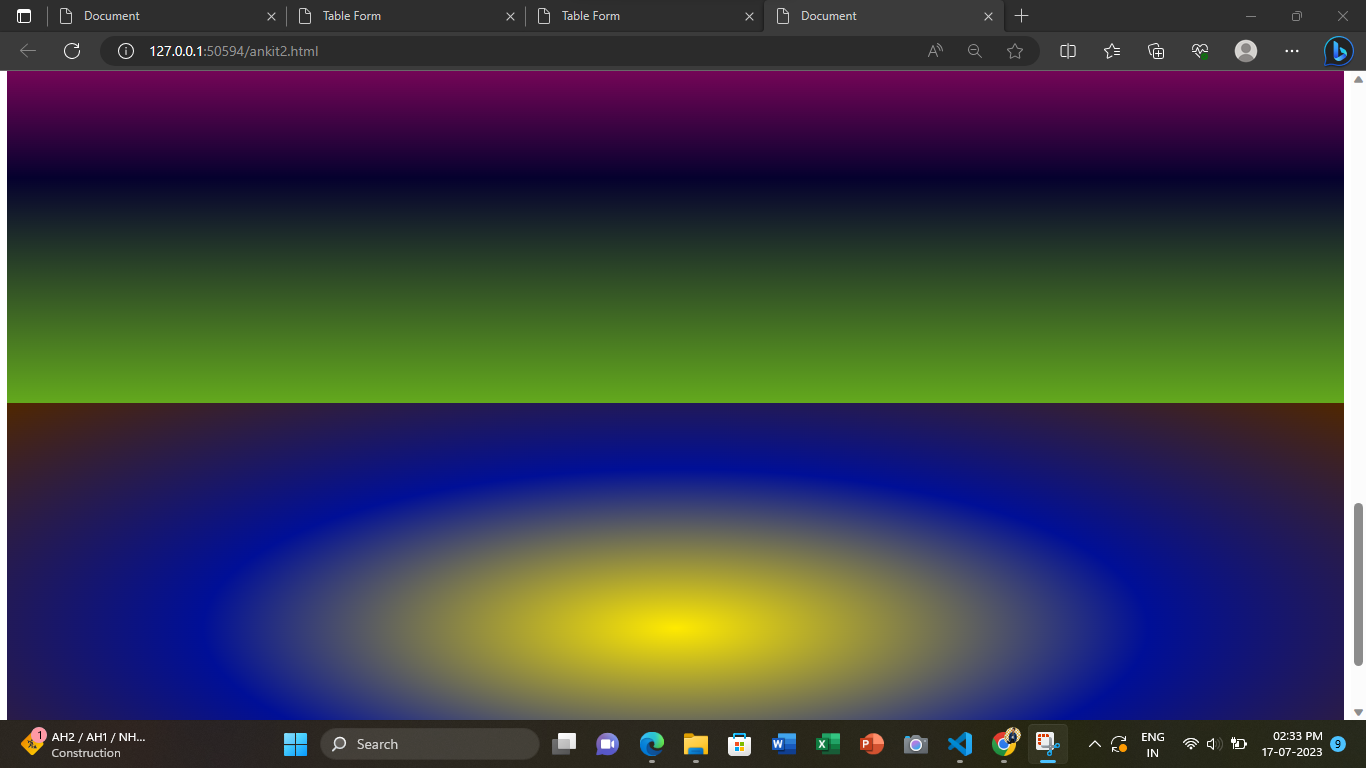 Document
Table Form
Table Form
Document
127.0.0.1:50594/ankit2.html
1
AH2 / AH1 / NH...
Construction
Search
ENG
IN
02:33 PM
17-07-2023
9